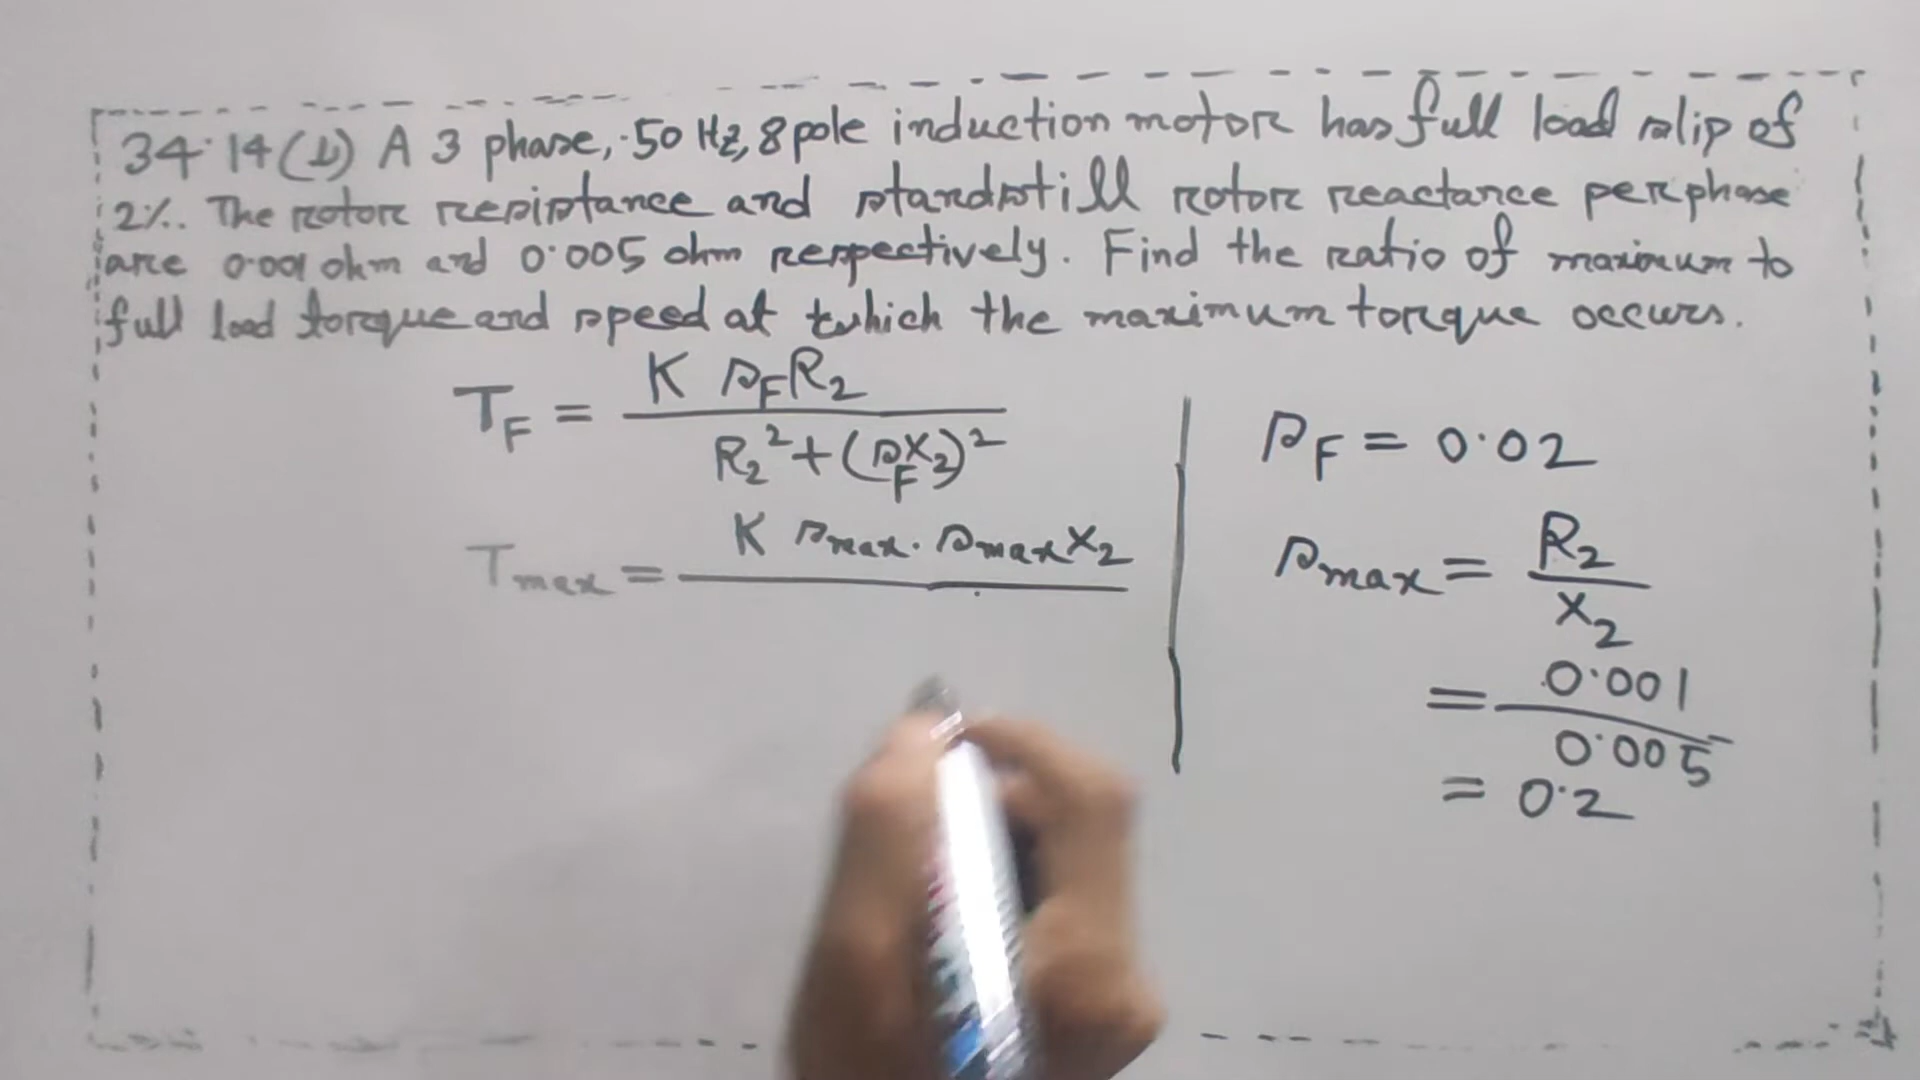 34.14(b) A 3 phase, 50 Hz, 8 pole induction motor has full load slip of
2%. The rotor resistance and standstill rotor reactance per phase
are 0.001 ohm and 0.005 ohm respectively. Find the ratio of maximum to
full load torque and speed at which the maximum torque occurs.
T_F = K s_F R_2 / R_2^2 + (s_F X_2)^2
T_max = K s_max . s_max X_2
s_F = 0.02
s_max = R_2 / X_2
= 0.001 / 0.005
= 0.2